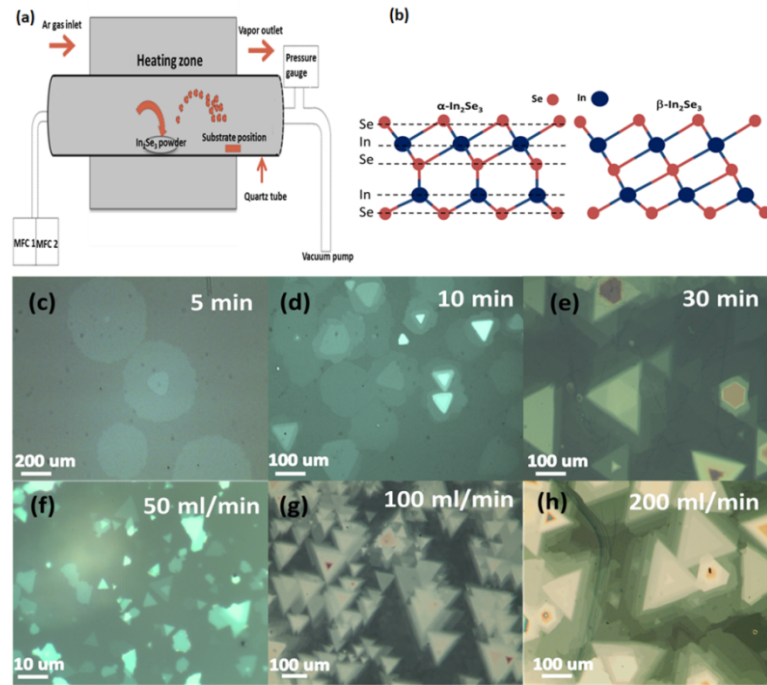 (a)
Ar gas inlet
Vapor outlet
Heating zone
Pressure
gauge
In2Se3 powder
Substrate position
Quartz tube
MFC 1 MFC 2
Vacuum pump
(b)
α-In2Se3
Se
In
β-In2Se3
Se
In
Se
In
Se
(c)
5 min
200 um
(d)
10 min
100 um
(e)
30 min
100 um
(f)
50 ml/min
10 um
(g)
100 ml/min
100 um
(h)
200 ml/min
100 um